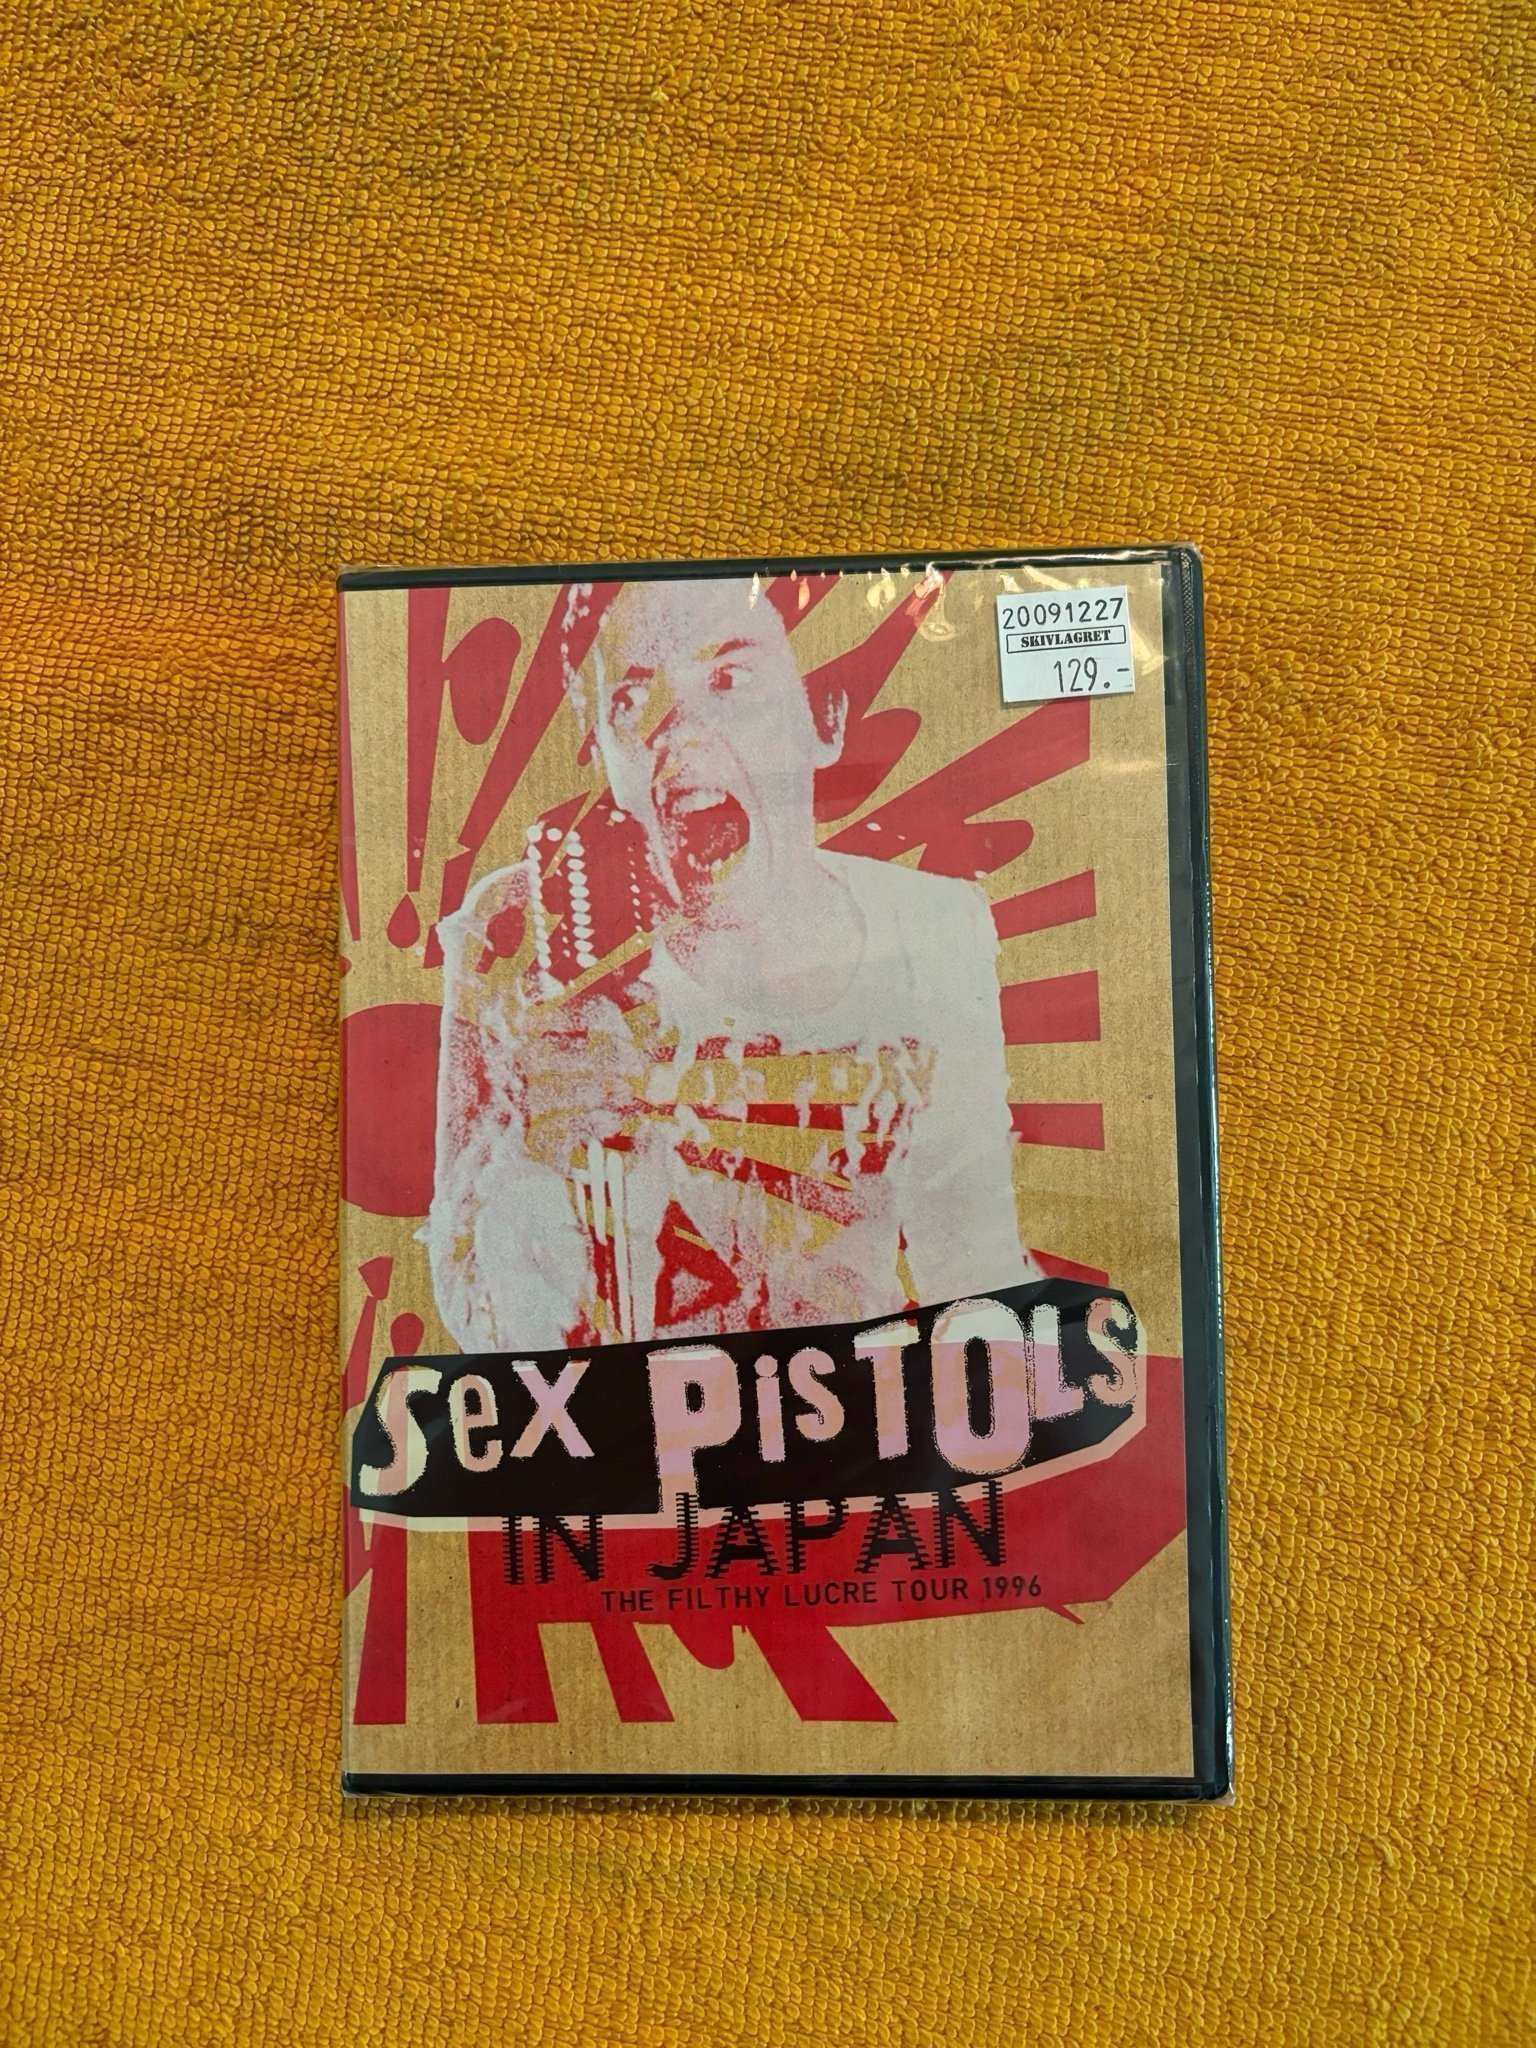 20091227
SKIVLAGRET
129.-
Sex PiSTOLS
IN JAPAN
THE FILTHY LUCRE TOUR 1996